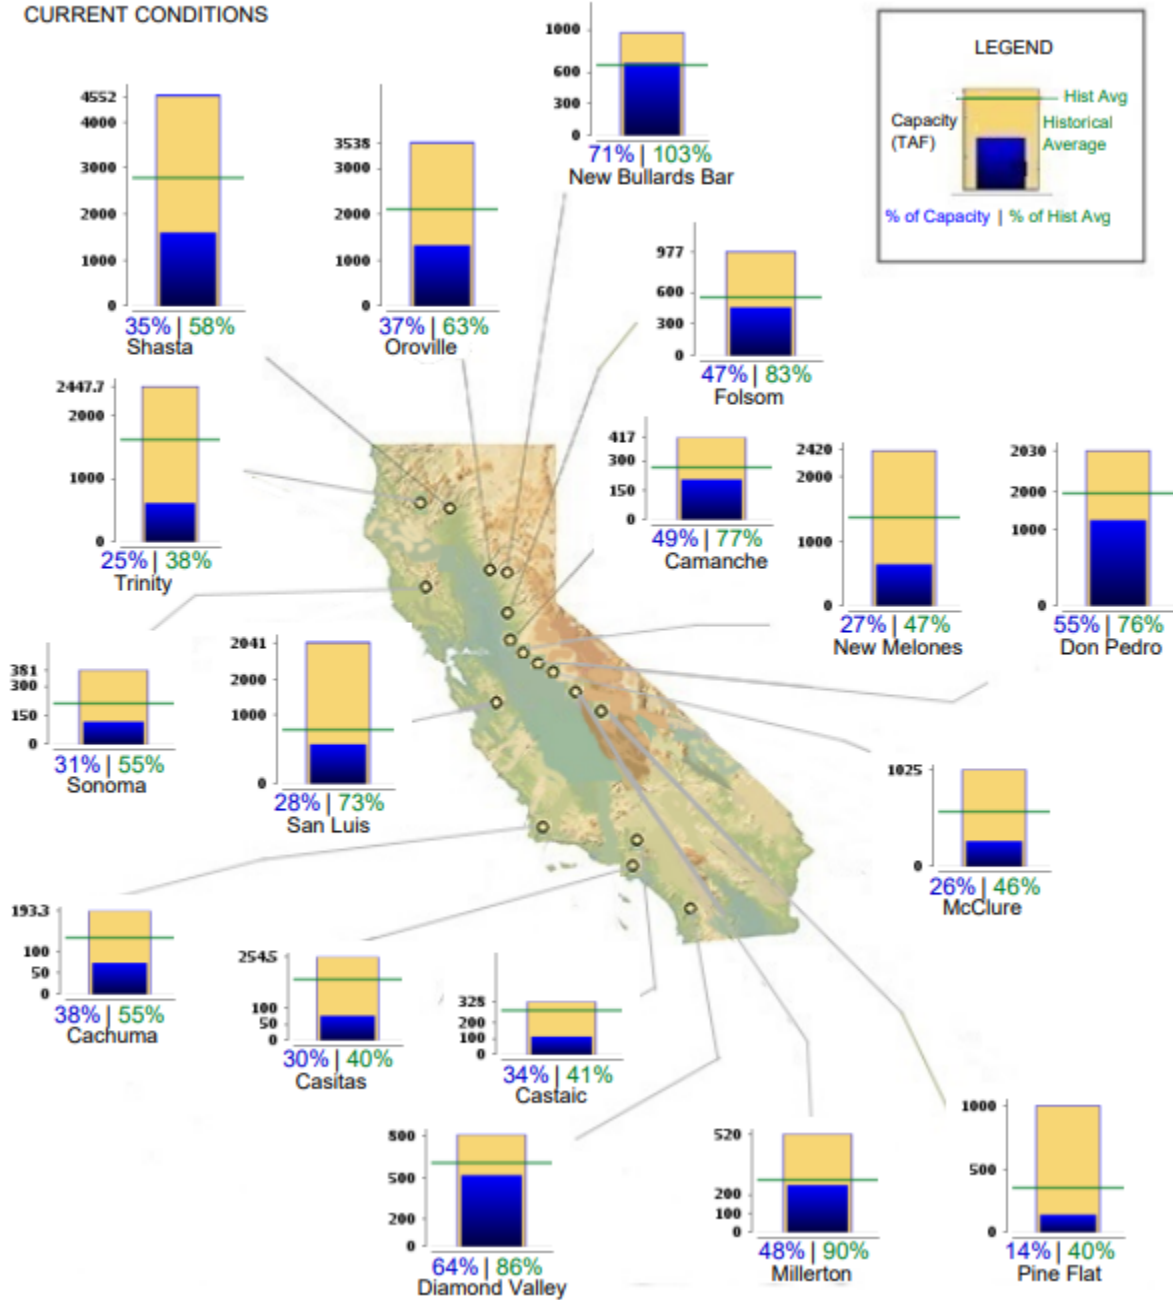 CURRENT CONDITIONS
1000
600
300
0
71% | 103%
New Bullards Bar
LEGEND
Hist Avg
Capacity
(TAF)
Historical
Average
% of Capacity | % of Hist Avg
4552
4000
3000
2000
1000
0
35% | 58%
Shasta
3538
3000
2000
1000
0
37% | 63%
Oroville
977
600
300
0
47% | 83%
Folsom
2447.7
2000
1000
0
25% | 38%
Trinity
417
300
150
0
49% | 77%
Camanche
2420
2000
1000
0
27% | 47%
New Melones
2030
2000
1000
0
55% | 76%
Don Pedro
381
300
150
0
31% | 55%
Sonoma
2041
2000
1000
0
28% | 73%
San Luis
1025
0
26% | 46%
McClure
193.3
100
50
0
38% | 55%
Cachuma
254.5
100
50
0
30% | 40%
Casitas
328
200
100
0
34% | 41%
Castaic
800
500
200
0
64% | 86%
Diamond Valley
520
200
100
0
48% | 90%
Millerton
1000
500
0
14% | 40%
Pine Flat